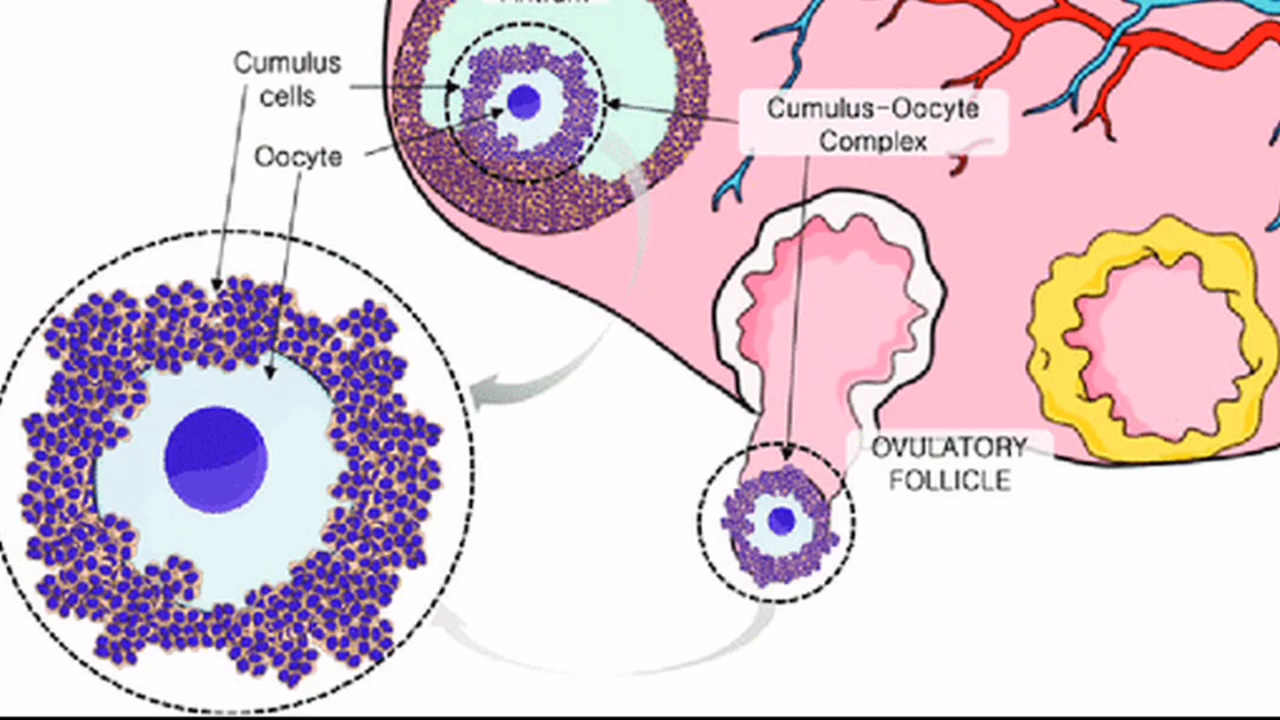 Cumulus
cells
Oocyte
Cumulus-Oocyte
Complex
OVULATORY
FOLLICLE